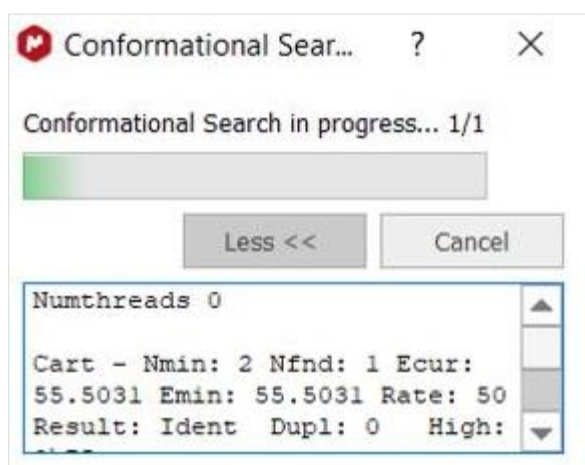 Conformational Sear... ?
Conformational Search in progress... 1/1
Less << Cancel
Numthreads 0
Cart - Nmin: 2 Nfnd: 1 Ecur:
55.5031 Emin: 55.5031 Rate: 50
Result: Ident Dupl: 0 High: